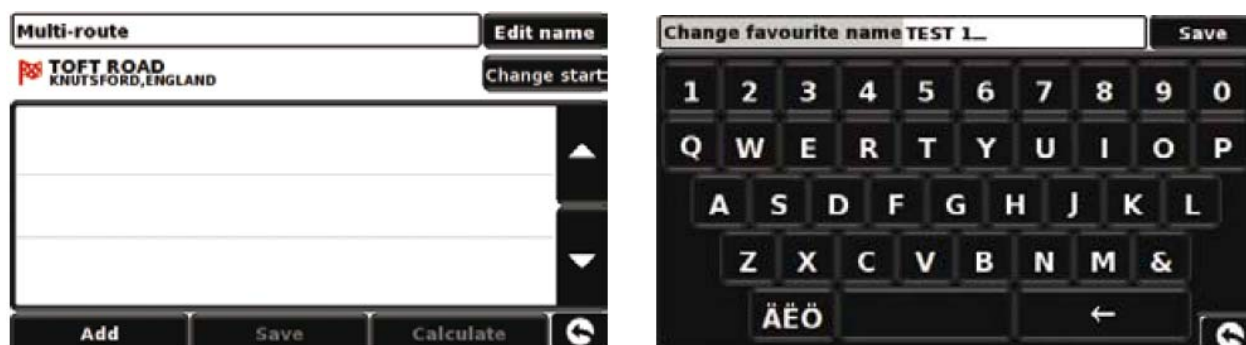 Multi-route
Edit name
TOFT ROAD
KNUTSFORD,ENGLAND
Change start
Add
Save
Calculate
Change favourite name TEST 1_
Save
1 2 3 4 5 6 7 8 9 0
Q W E R T Y U I O P
A S D F G H J K L
Z X C V B N M &
ÄËÖ ←